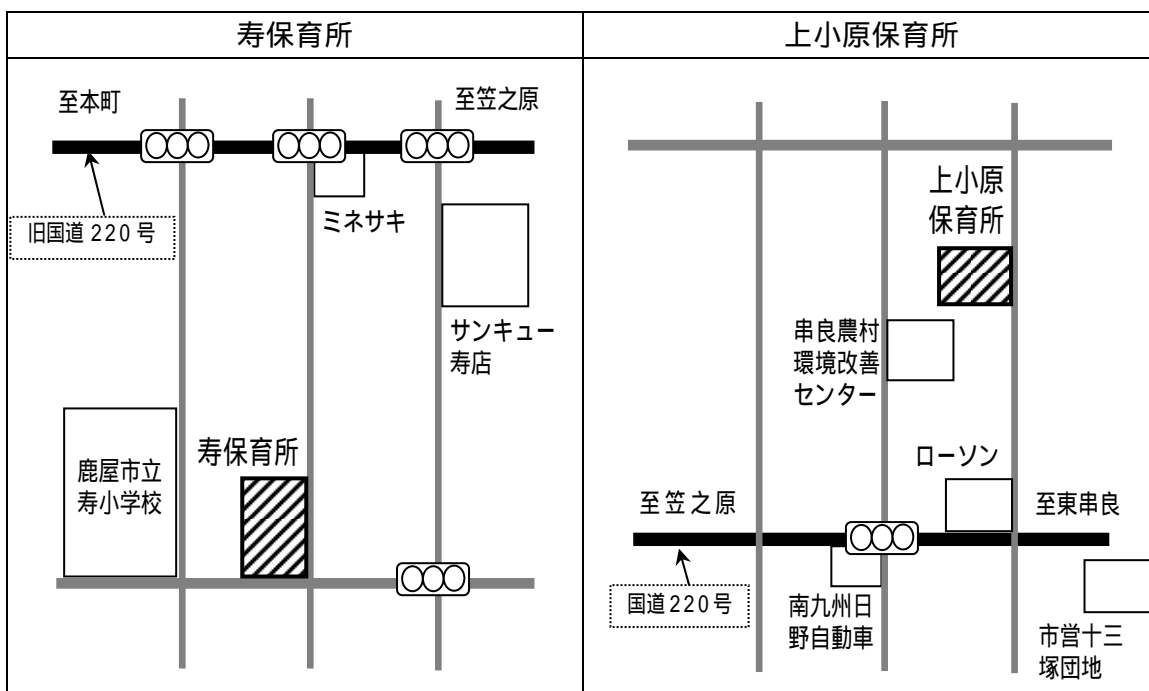 寿保育所
至本町
至笠之原
旧国道220号
ミネサキ
サンキュー
寿店
鹿屋市立
寿小学校
寿保育所
上小原保育所
上小原
保育所
串良農村
環境改善
センター
ローソン
至笠之原
至東串良
国道220号
南九州日
野自動車
市営十三
塚団地